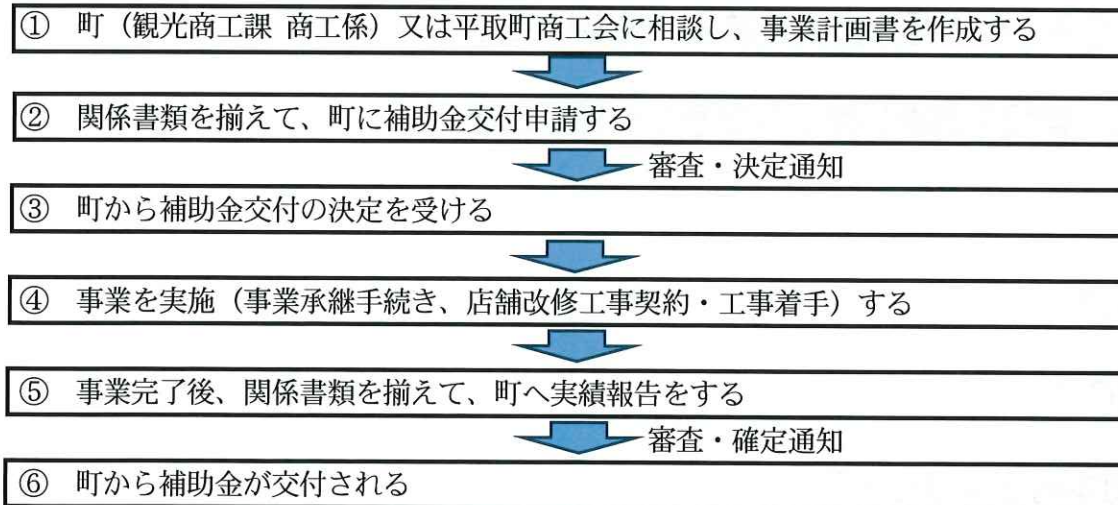 ① 町（観光商工課 商工係）又は平取町商工会に相談し、事業計画書を作成する
② 関係書類を揃えて、町に補助金交付申請する
審査・決定通知
③ 町から補助金交付の決定を受ける
④ 事業を実施（事業承継手続き、店舗改修工事契約・工事着手）する
⑤ 事業完了後、関係書類を揃えて、町へ実績報告をする
審査・確定通知
⑥ 町から補助金が交付される